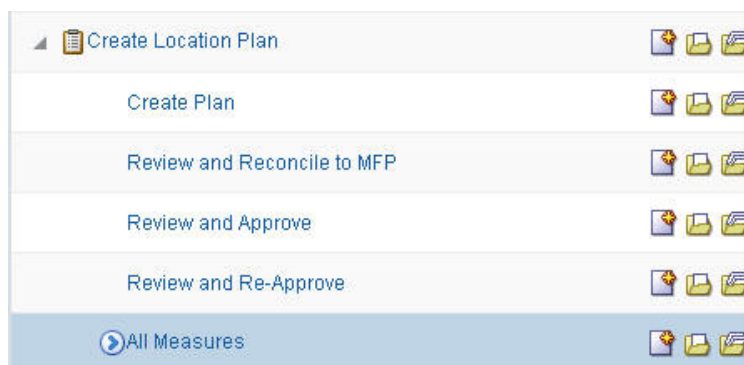 Create Location Plan
Create Plan
Review and Reconcile to MFP
Review and Approve
Review and Re-Approve
All Measures